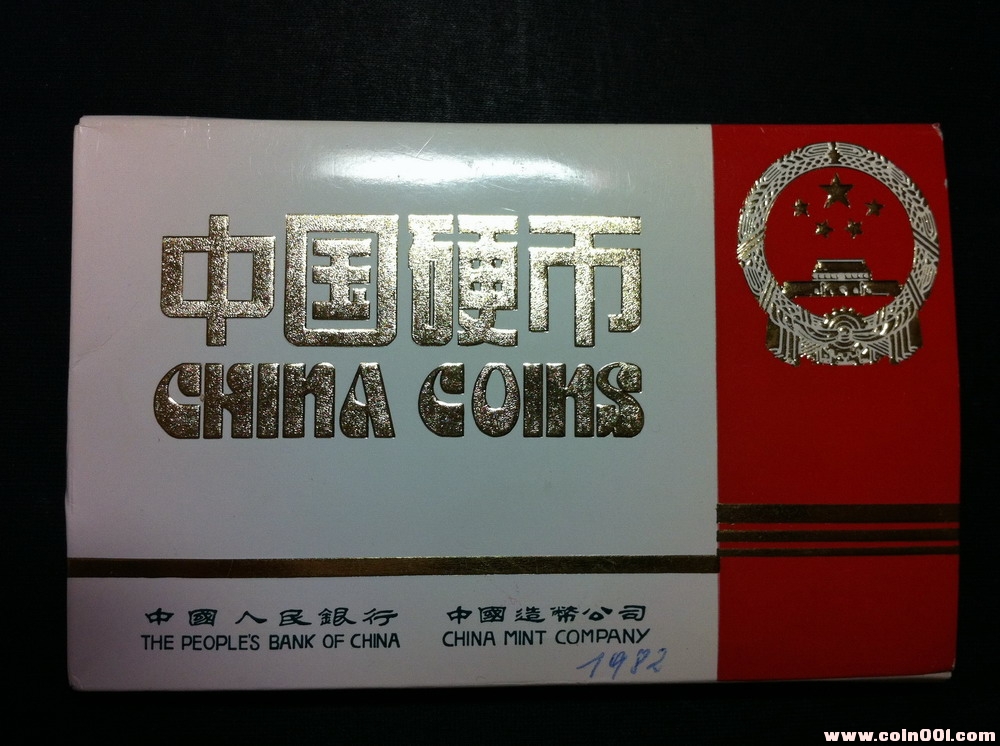 中国硬币
CHINA COINS
中國人民銀行 中國造幣公司
THE PEOPLE'S BANK OF CHINA CHINA MINT COMPANY
1982
www.coin001.com